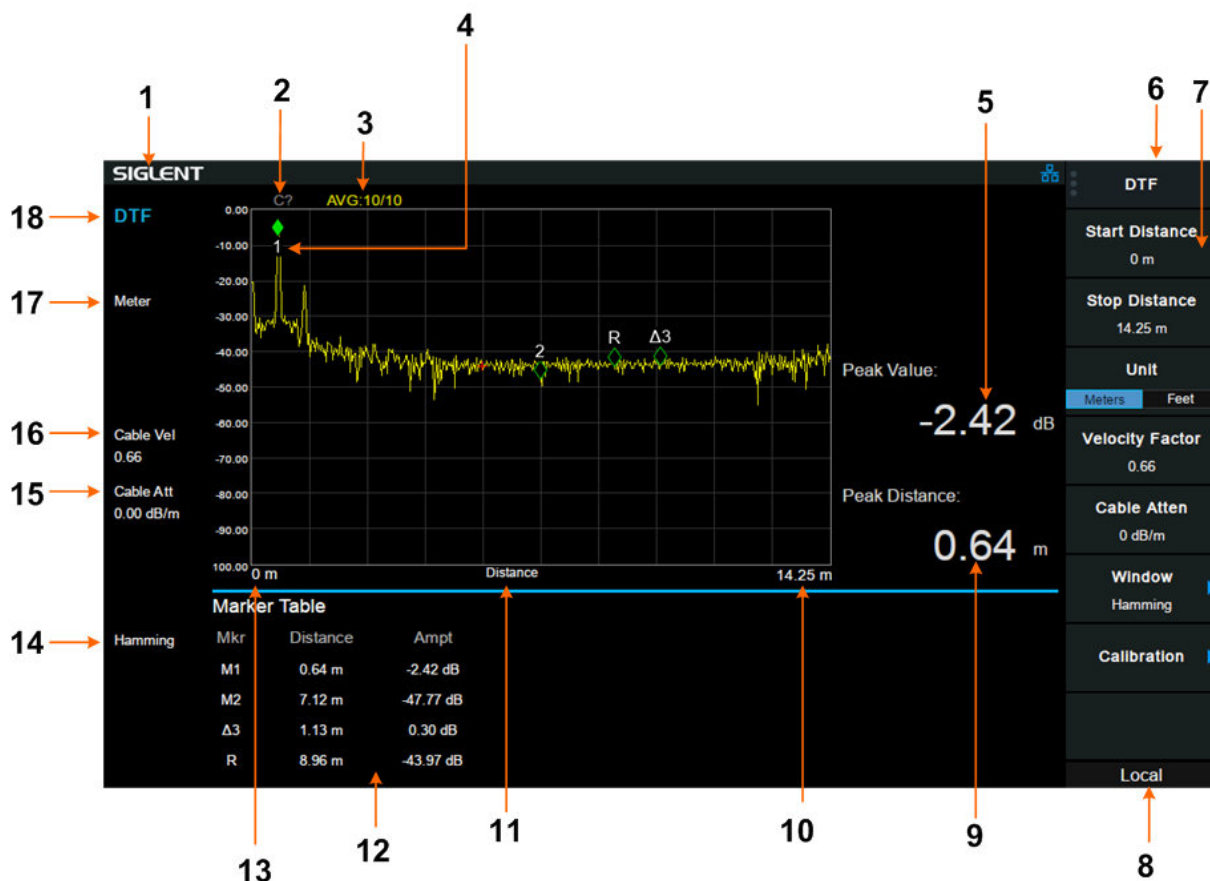 4
1
2
3
5
6
7
SIGLENT
DTF
C?
AVG:10/10
DTF
18
0.00
1
-10.00
Start Distance
0 m
-20.00
17
Meter
Stop Distance
14.25 m
-30.00
2
R
Δ3
-40.00
Unit
Meters Feet
Peak Value:
-50.00
-2.42 dB
16
Cable Vel
0.66
-60.00
Velocity Factor
0.66
-70.00
15
Cable Att
0.00 dB/m
-80.00
Peak Distance:
Cable Atten
0 dB/m
-90.00
0.64 m
100.00
0 m
Distance
14.25 m
Window
Hamming
Marker Table
14
Hamming
Mkr Distance Ampt
M1 0.64 m -2.42 dB
M2 7.12 m -47.77 dB
Δ3 1.13 m 0.30 dB
R 8.96 m -43.97 dB
Calibration
Local
13
12
11
10
9
8